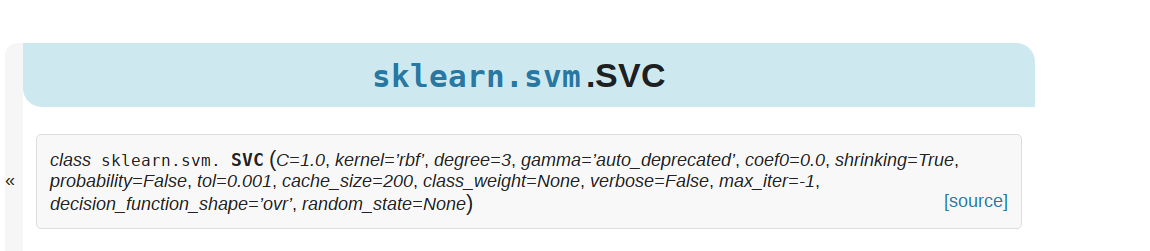 sklearn.svm.SVC
class sklearn.svm. SVC (C=1.0, kernel=’rbf’, degree=3, gamma=’auto_deprecated’, coef0=0.0, shrinking=True,
«
probability=False, tol=0.001, cache_size=200, class_weight=None, verbose=False, max_iter=-1,
decision_function_shape=’ovr’, random_state=None)
[source]